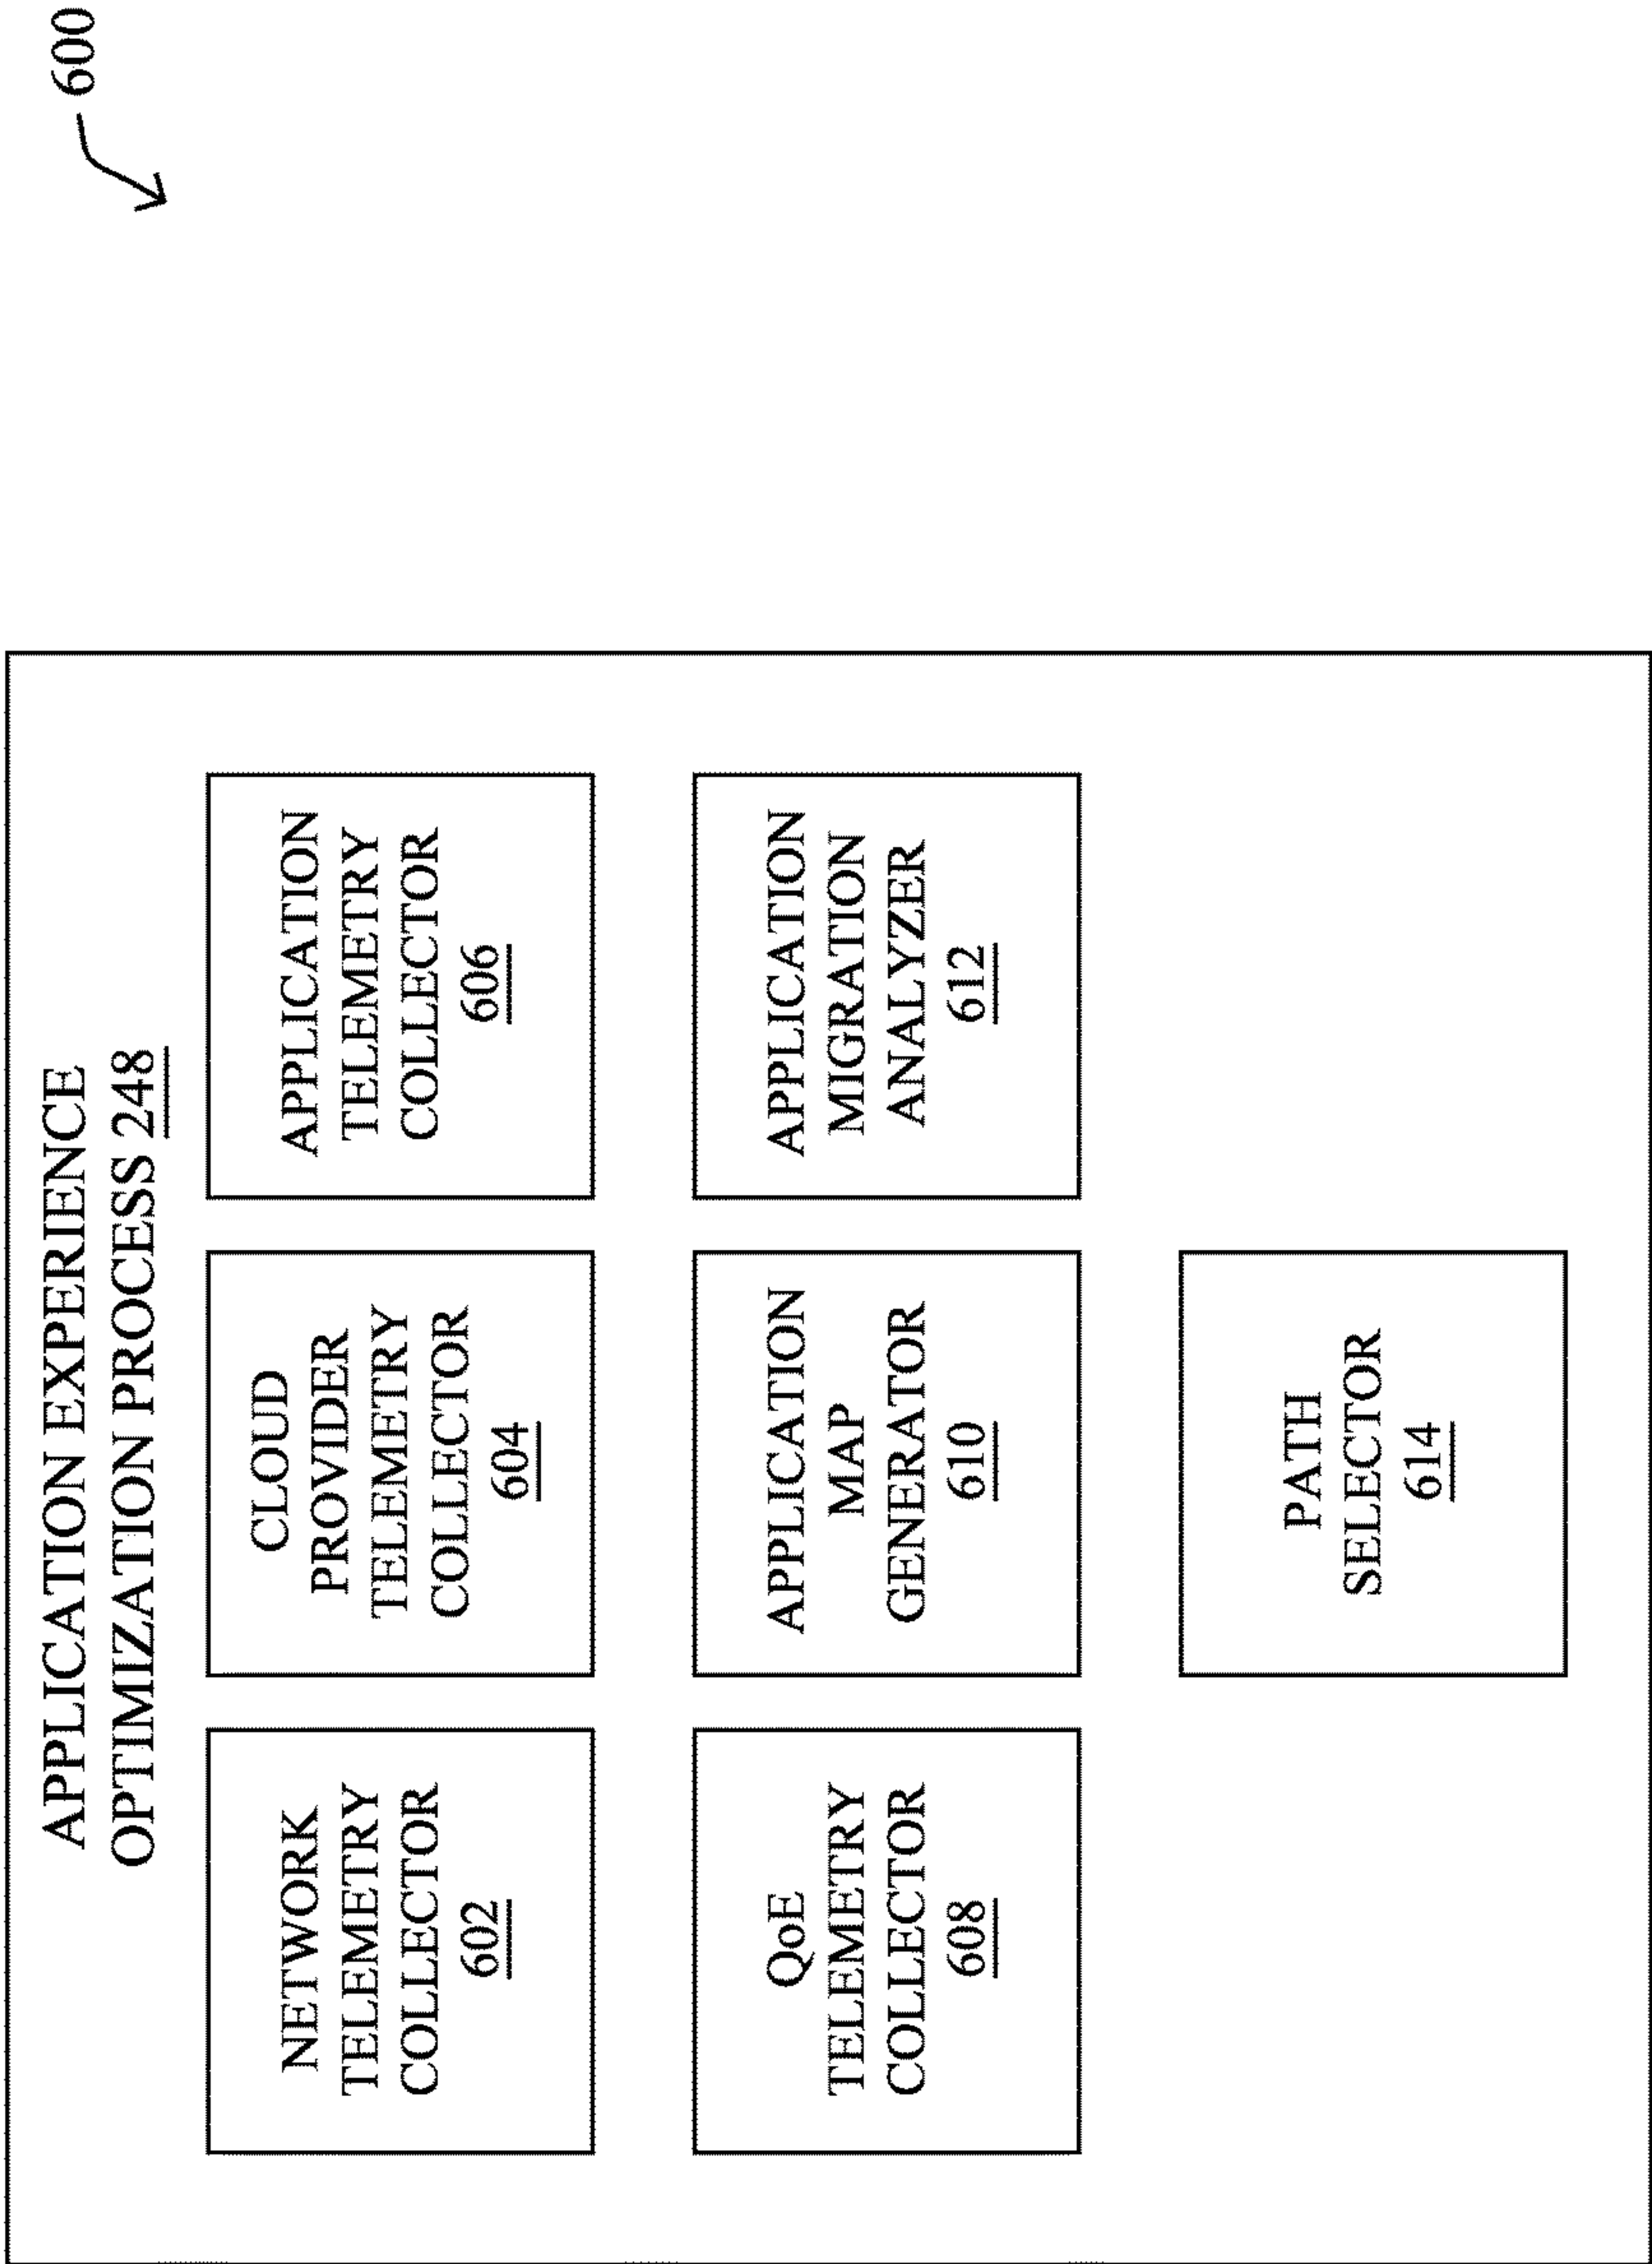 600
APPLICATION EXPERIENCE
OPTIMIZATION PROCESS 248
NETWORK
TELEMETRY
COLLECTOR
602
CLOUD
PROVIDER
TELEMETRY
COLLECTOR
604
APPLICATION
TELEMETRY
COLLECTOR
606
QoE
TELEMETRY
COLLECTOR
608
APPLICATION
MAP
GENERATOR
610
APPLICATION
MIGRATION
ANALYZER
612
PATH
SELECTOR
614